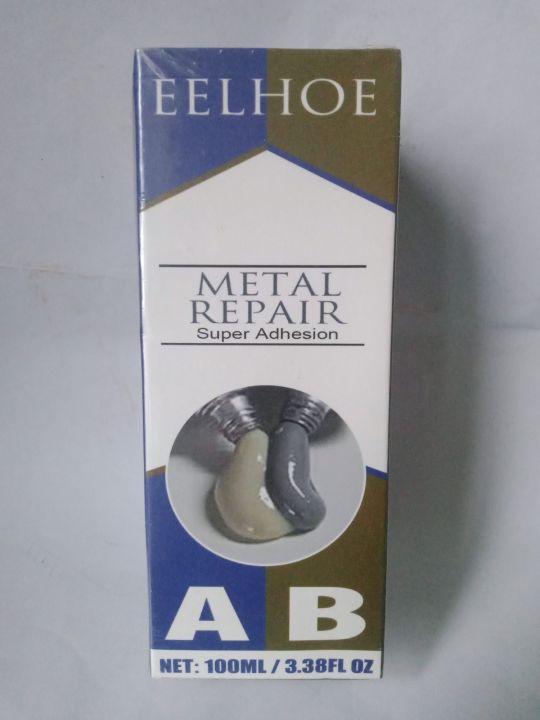 EELHOE
METAL
REPAIR
Super Adhesion
A B
NET: 100ML / 3.38FL OZ